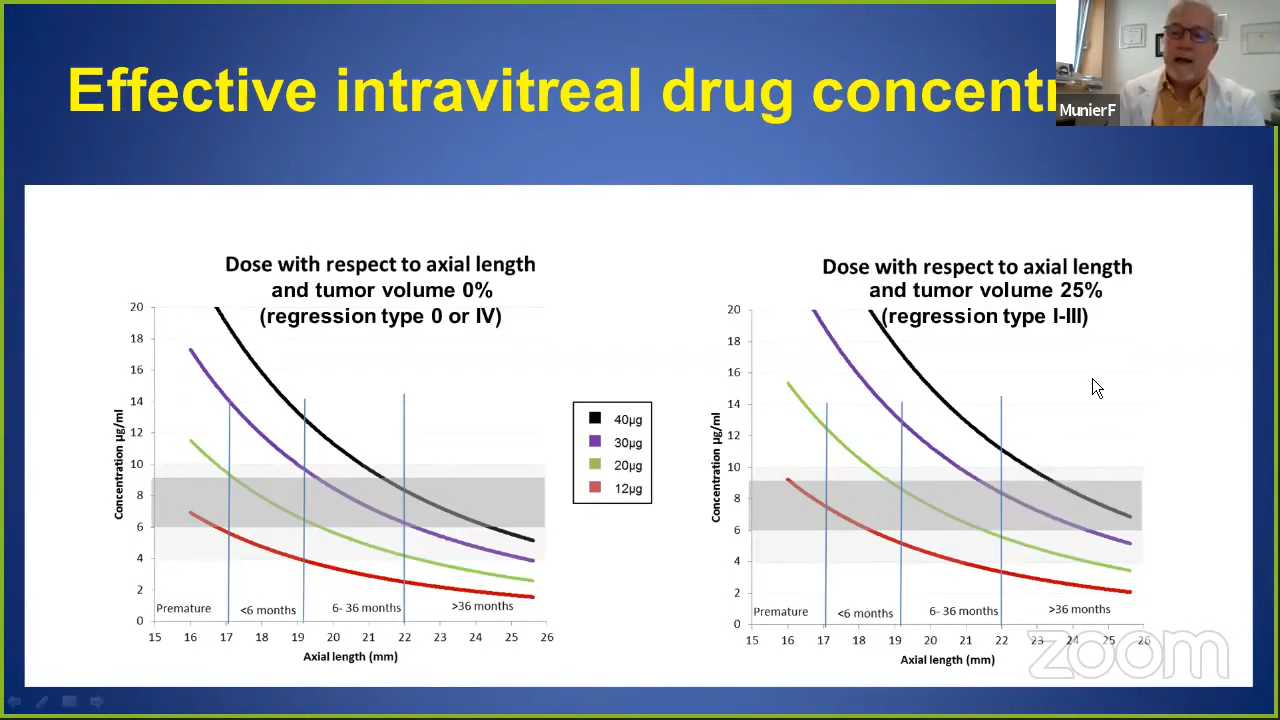 Effective intravitreal drug concent
MunierF
Dose with respect to axial length
and tumor volume 0%
(regression type 0 or IV)
Concentration µg/ml
20
18
16
14
12
10
8
6
4
2
0
Premature
<6 months
6- 36 months
>36 months
15 16 17 18 19 20 21 22 23 24 25 26
Axial length (mm)
40µg
30µg
20µg
12µg
Dose with respect to axial length
and tumor volume 25%
(regression type I-III)
Concentration µg/ml
20
18
16
14
12
10
8
6
4
2
0
Premature
<6 months
6- 36 months
>36 months
15 16 17 18 19 20 21 22 23 24 25 26
Axial length (mm)
zoom